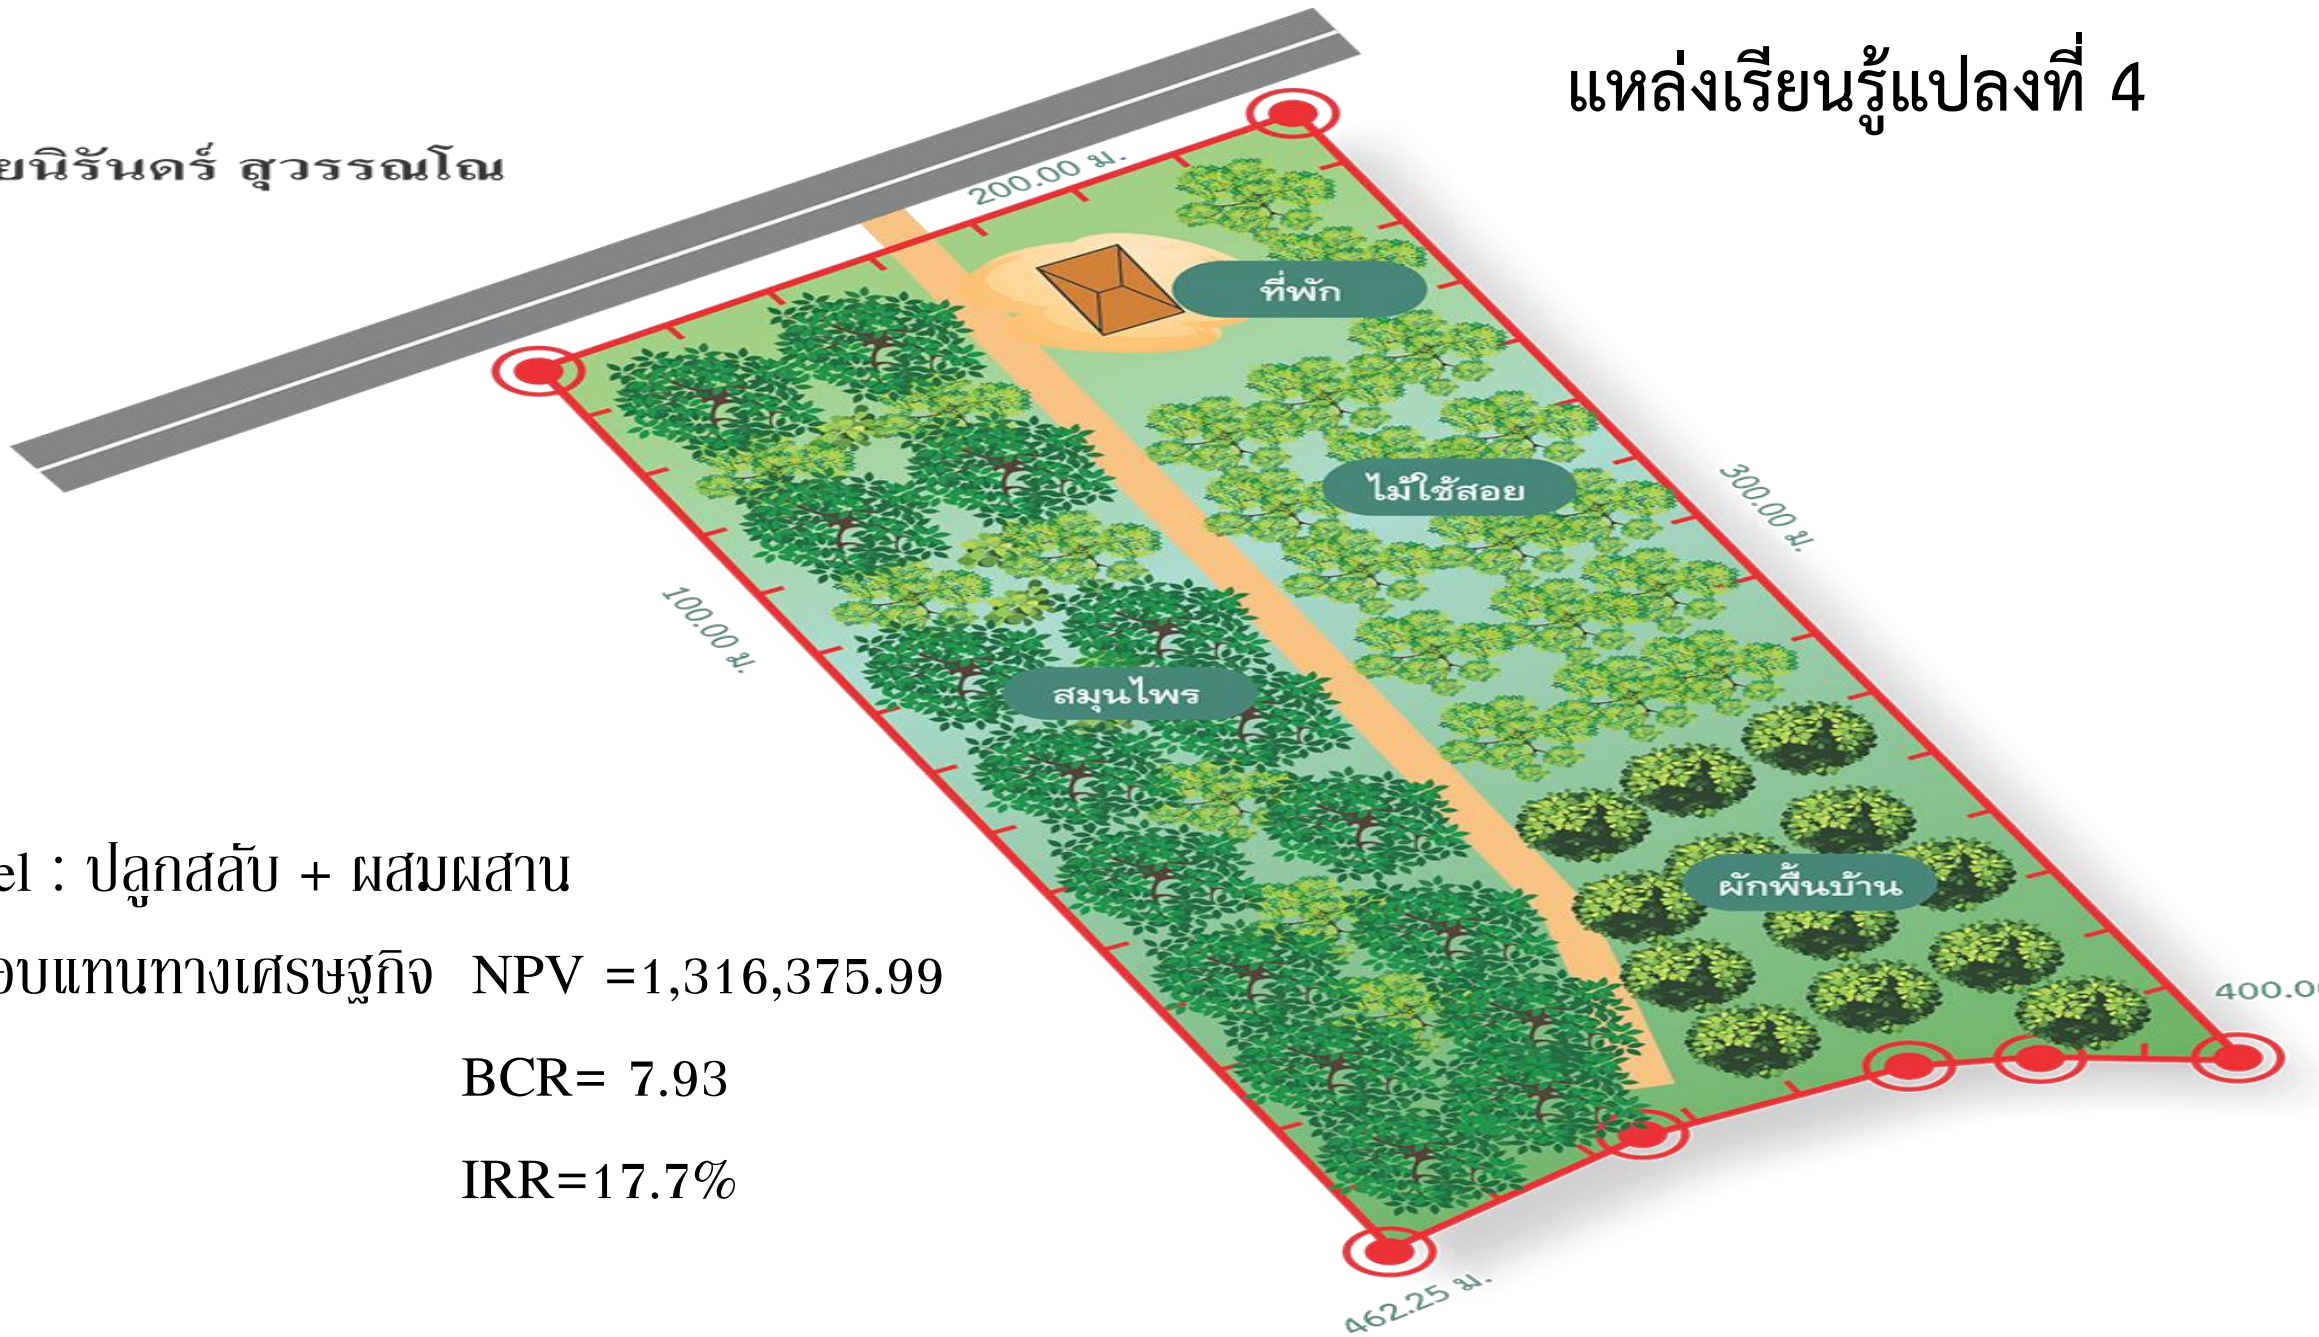 แหล่งเรียนรู้แปลงที่ 4
ยนิรันดร์ สุวรรณโณ
200.00 ม.
ที่พัก
300.00 ม.
ไม้ใช้สอย
100.00 ม.
สมุนไพร
ผักพื้นบ้าน
el : ปลูกสลับ + ผสมผสาน
อบแทนทางเศรษฐกิจ NPV =1,316,375.99
400.0
BCR= 7.93
IRR=17.7%
462.25 ม.